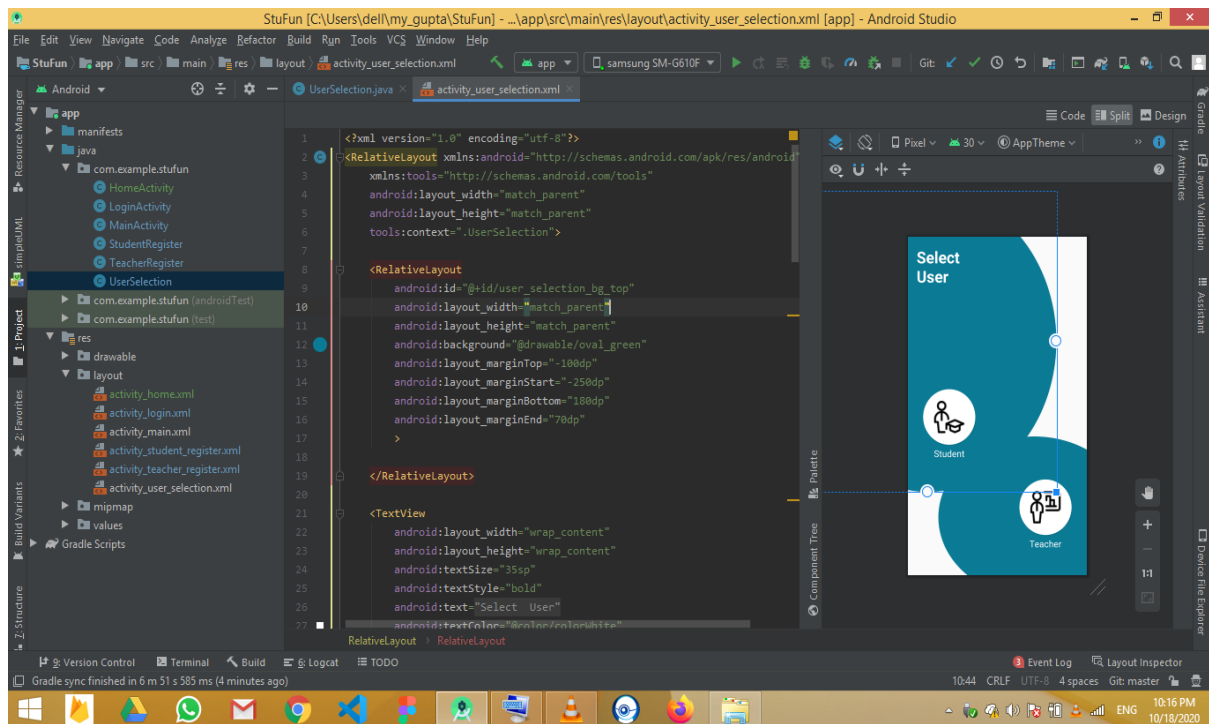 StuFun [C:\Users\dell\my_gupta\StuFun] - ...\app\src\main\res\layout\activity_user_selection.xml [app] - Android Studio
File Edit View Navigate Code Analyze Refactor Build Run Tools VCS Window Help
StuFun app src main res layout activity_user_selection.xml app samsung SM-G610F Git:
Android UserSelection.java activity_user_selection.xml
Code Split Design
Pixel 30 AppTheme
app
manifests
java
com.example.stufun
HomeActivity
LoginActivity
MainActivity
StudentRegister
TeacherRegister
UserSelection
com.example.stufun (androidTest)
com.example.stufun (test)
res
drawable
layout
activity_home.xml
activity_login.xml
activity_main.xml
activity_student_register.xml
activity_teacher_register.xml
activity_user_selection.xml
mipmap
values
Gradle Scripts
1 <?xml version="1.0" encoding="utf-8"?>
2 <RelativeLayout xmlns:android="http://schemas.android.com/apk/res/android"
3 xmlns:tools="http://schemas.android.com/tools"
4 android:layout_width="match_parent"
5 android:layout_height="match_parent"
6 tools:context=".UserSelection">
7
8 <RelativeLayout
9 android:id="@+id/user_selection_bg_top"
10 android:layout_width="match_parent"
11 android:layout_height="match_parent"
12 android:background="@drawable/oval_green"
13 android:layout_marginTop="-100dp"
14 android:layout_marginStart="-250dp"
15 android:layout_marginBottom="180dp"
16 android:layout_marginEnd="70dp"
17 >
18
19 </RelativeLayout>
20
21 <TextView
22 android:layout_width="wrap_content"
23 android:layout_height="wrap_content"
24 android:textSize="35sp"
25 android:textStyle="bold"
26 android:text="Select  User"
27 android:textColor="@color/colorWhite"
RelativeLayout RelativeLayout
Select
User
Student
Teacher
1:1
Resource Manager
simpleUML
1: Project
2: Favorites
Build Variants
Z: Structure
Palette
Component Tree
Attributes
Gradle
Layout Validation
Assistant
Device File Explorer
9: Version Control Terminal Build 6: Logcat TODO 3 Event Log Layout Inspector
Gradle sync finished in 6 m 51 s 585 ms (4 minutes ago) 10:44 CRLF UTF-8 4 spaces Git: master
ENG 10:16 PM
10/18/2020